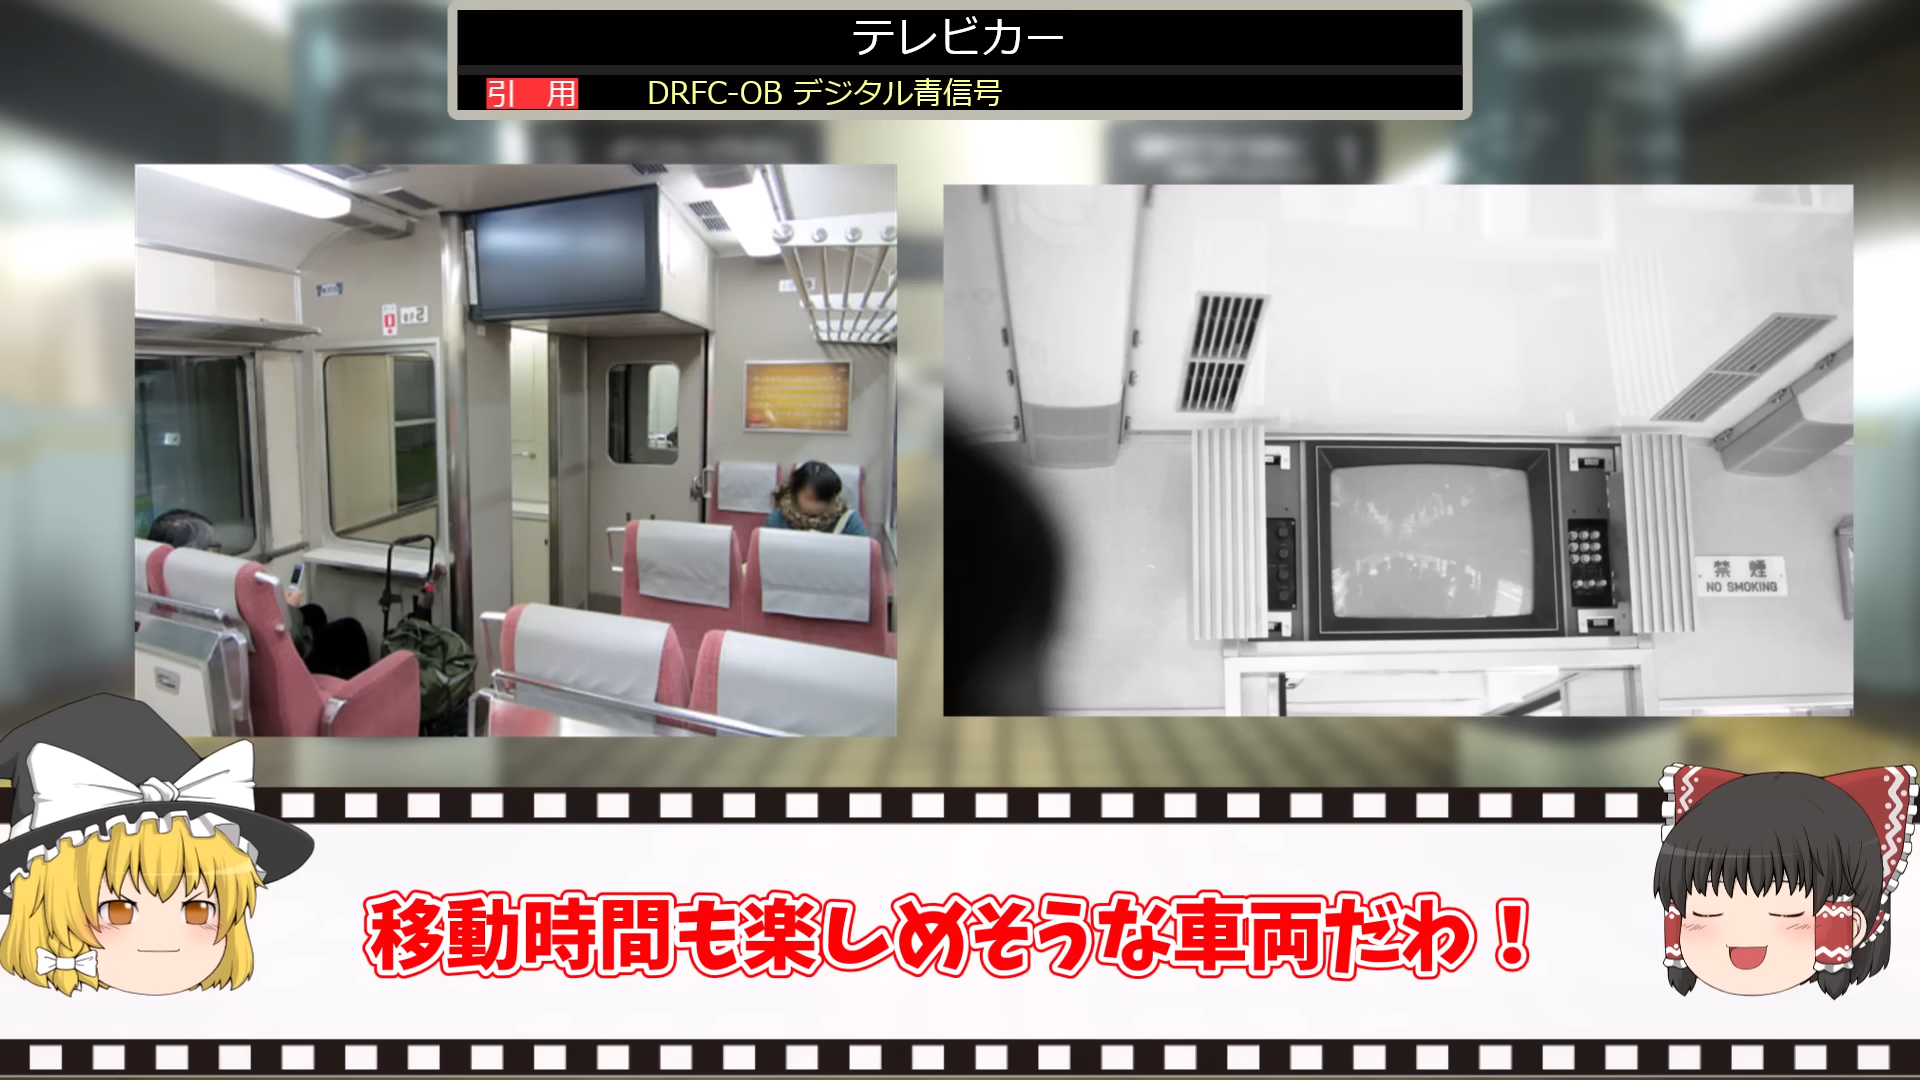 テレビカー
引　用 DRFC-OB デジタル青信号
禁煙
NO SMOKING
移動時間も楽しめそうな車両だわ！